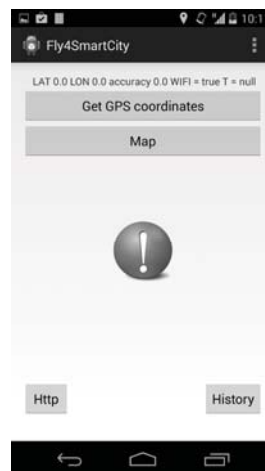 10:1
Fly4SmartCity
LAT 0.0 LON 0.0 accuracy 0.0 WIFI = true T = null
Get GPS coordinates
Map
!
Http
History